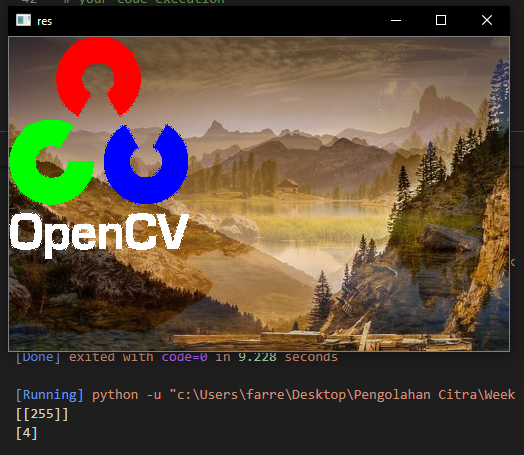 42 # your code execution
res
OpenCV
[Done] exited with code=0 in 9.228 seconds
[Running] python -u "c:\Users\farre\Desktop\Pengolahan Citra\Week
[[255]]
[4]